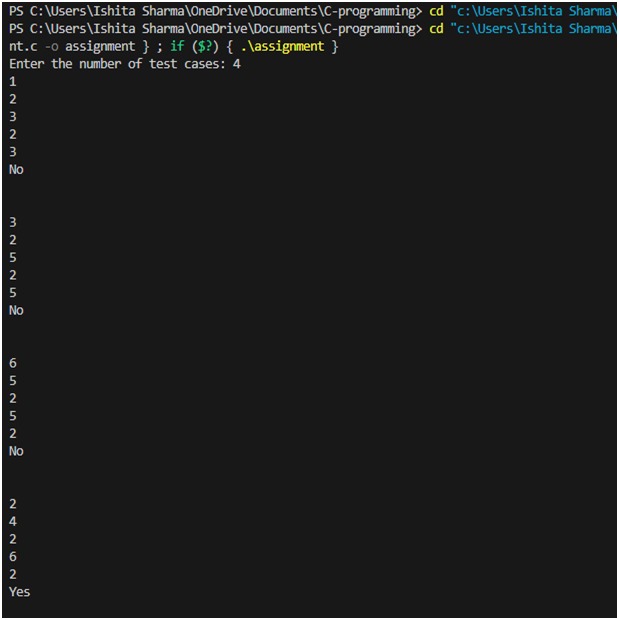 PS C:\Users\Ishita Sharma\OneDrive\Documents\C-programming> cd "c:\Users\Ishita Sharma\
PS C:\Users\Ishita Sharma\OneDrive\Documents\C-programming> cd "c:\Users\Ishita Sharma\
nt.c -o assignment } ; if ($?) { .\assignment }
Enter the number of test cases: 4
1
2
3
2
3
No
3
2
5
2
5
No
6
5
2
5
2
No
2
4
2
6
2
Yes